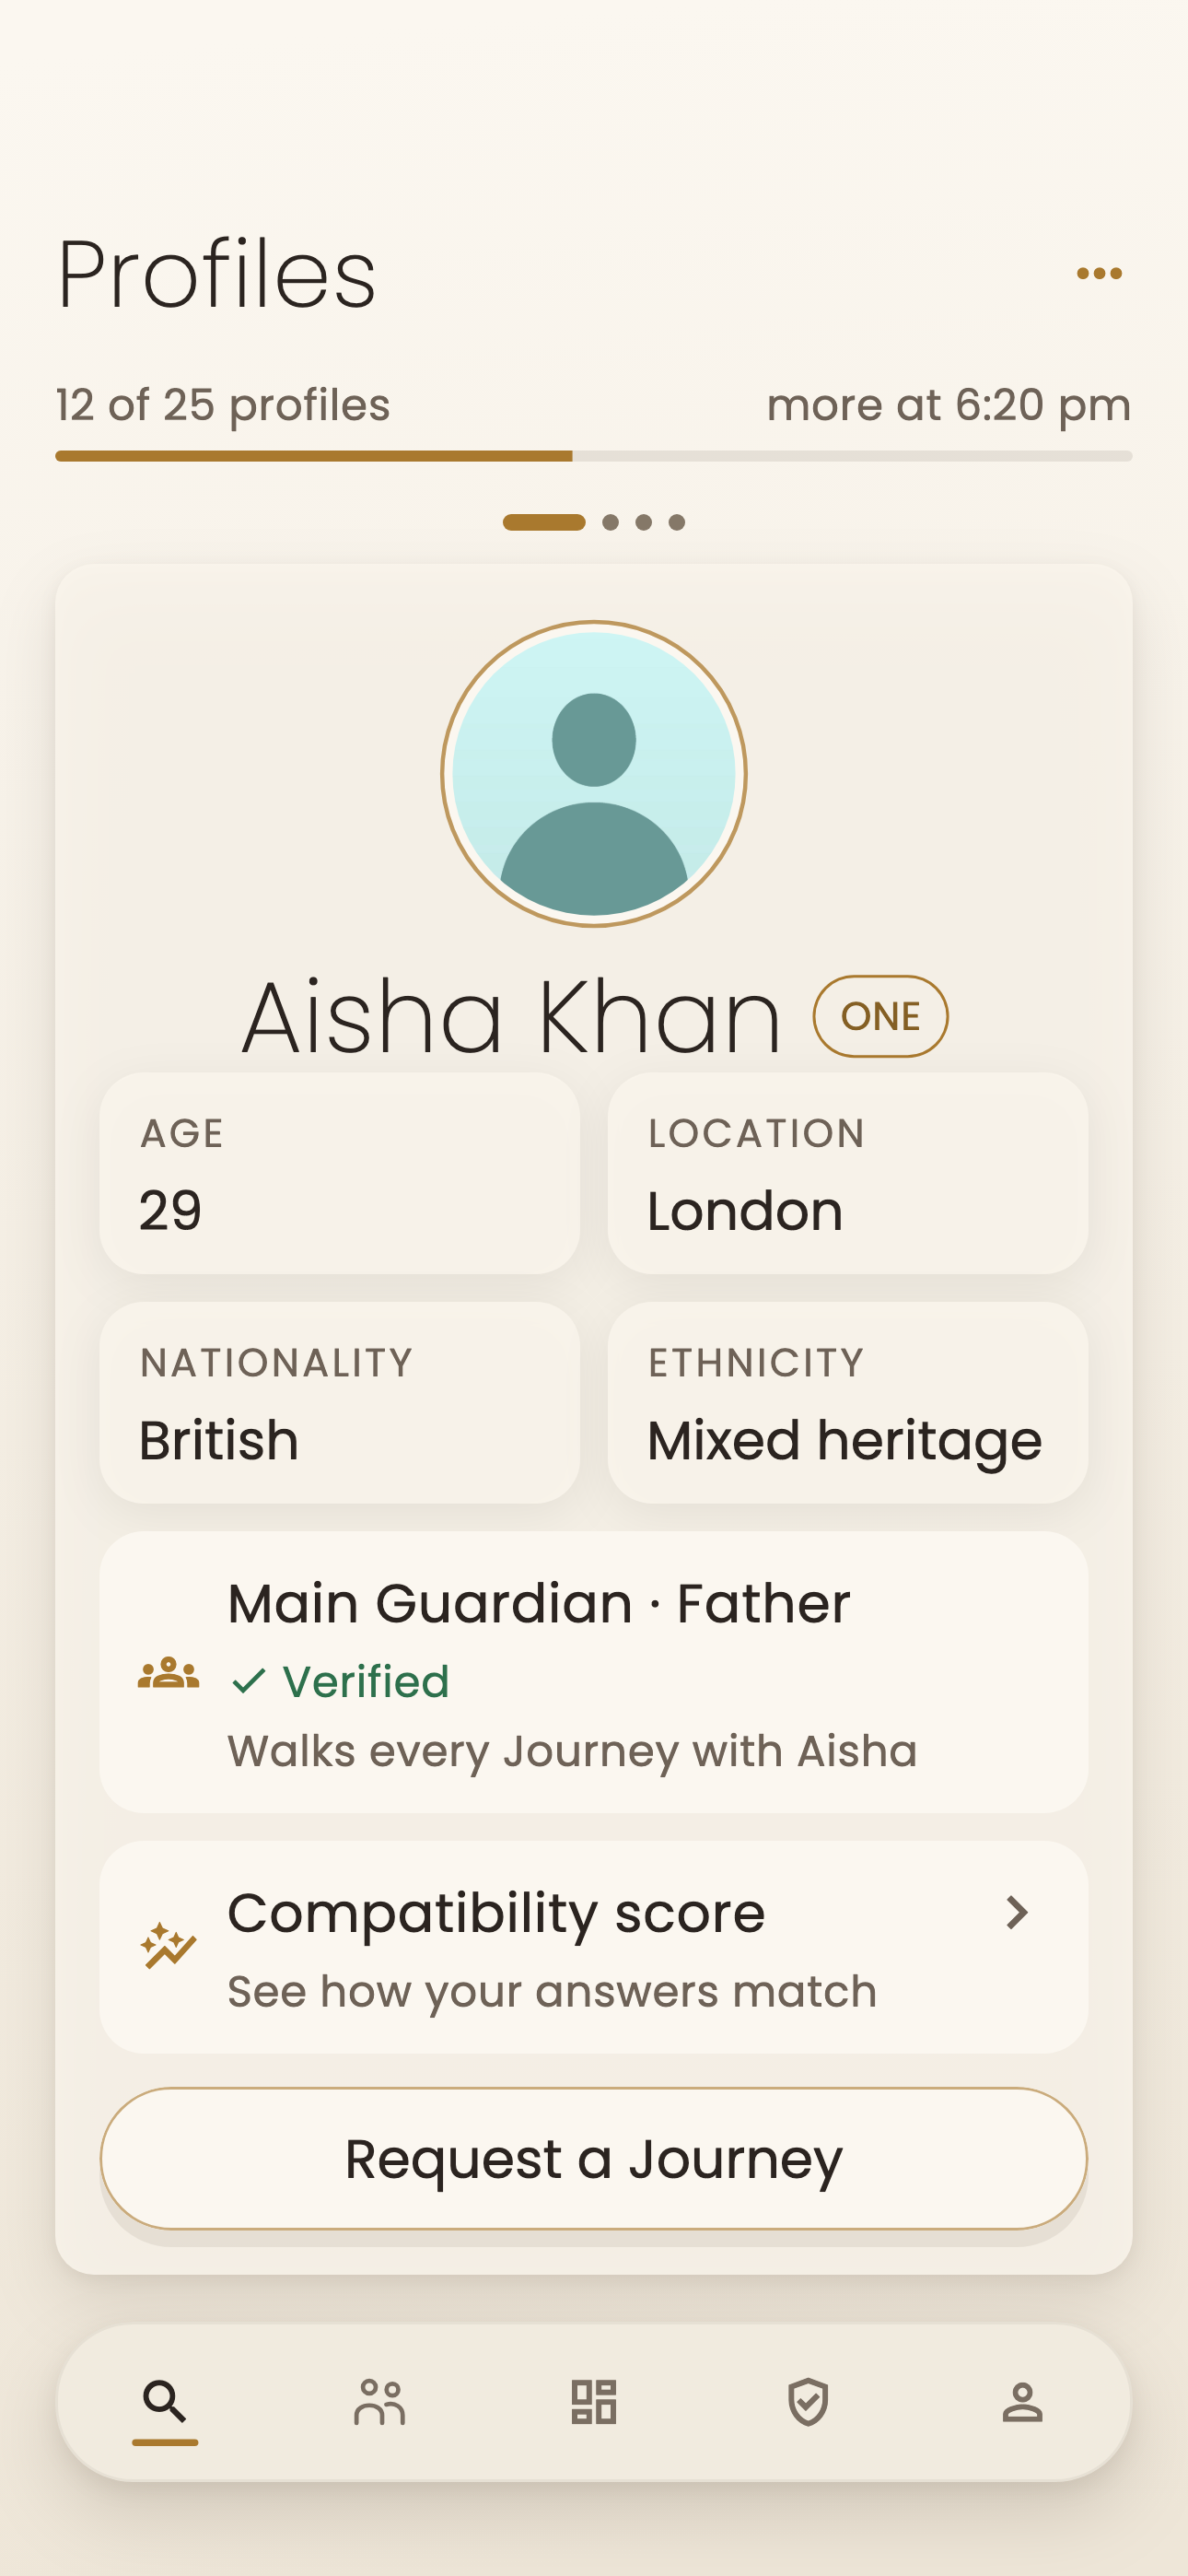 Profiles
12 of 25 profiles
more at 6:20 pm
Aisha Khan
ONE
AGE
29
LOCATION
London
NATIONALITY
British
ETHNICITY
Mixed heritage
Main Guardian · Father
Verified
Walks every Journey with Aisha
Compatibility score
See how your answers match
Request a Journey